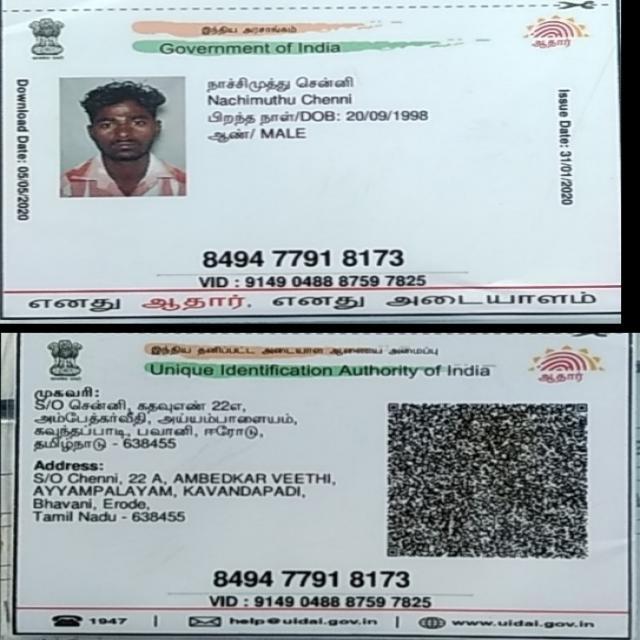 இந்திய அரசாங்கம்
Government of India
ஆதார்
Download Date: 05/05/2020
நாச்சிமுத்து சென்னி
Nachimuthu Chenni
பிறந்த நாள்/DOB: 20/09/1998
ஆண்/ MALE
Issue Date: 31/01/2020
8494 7791 8173
VID : 9149 0488 8759 7825
எனது ஆதார், எனது அடையாளம்
இந்திய தனிப்பட்ட அடையாள ஆணைய அமைப்பு
Unique Identification Authority of India
ஆதார்
முகவரி:
S/O சென்னி, கதவுஎண் 22எ,
அம்பேத்கர்வீதி, அய்யம்பாளையம்,
கவுந்தப்பாடி, பவானி, ஈரோடு,
தமிழ்நாடு - 638455
Address:
S/O Chenni, 22 A, AMBEDKAR VEETHI,
AYYAMPALAYAM, KAVANDAPADI,
Bhavani, Erode,
Tamil Nadu - 638455
8494 7791 8173
VID : 9149 0488 8759 7825
1947 | help@uidai.gov.in | www.uidai.gov.in